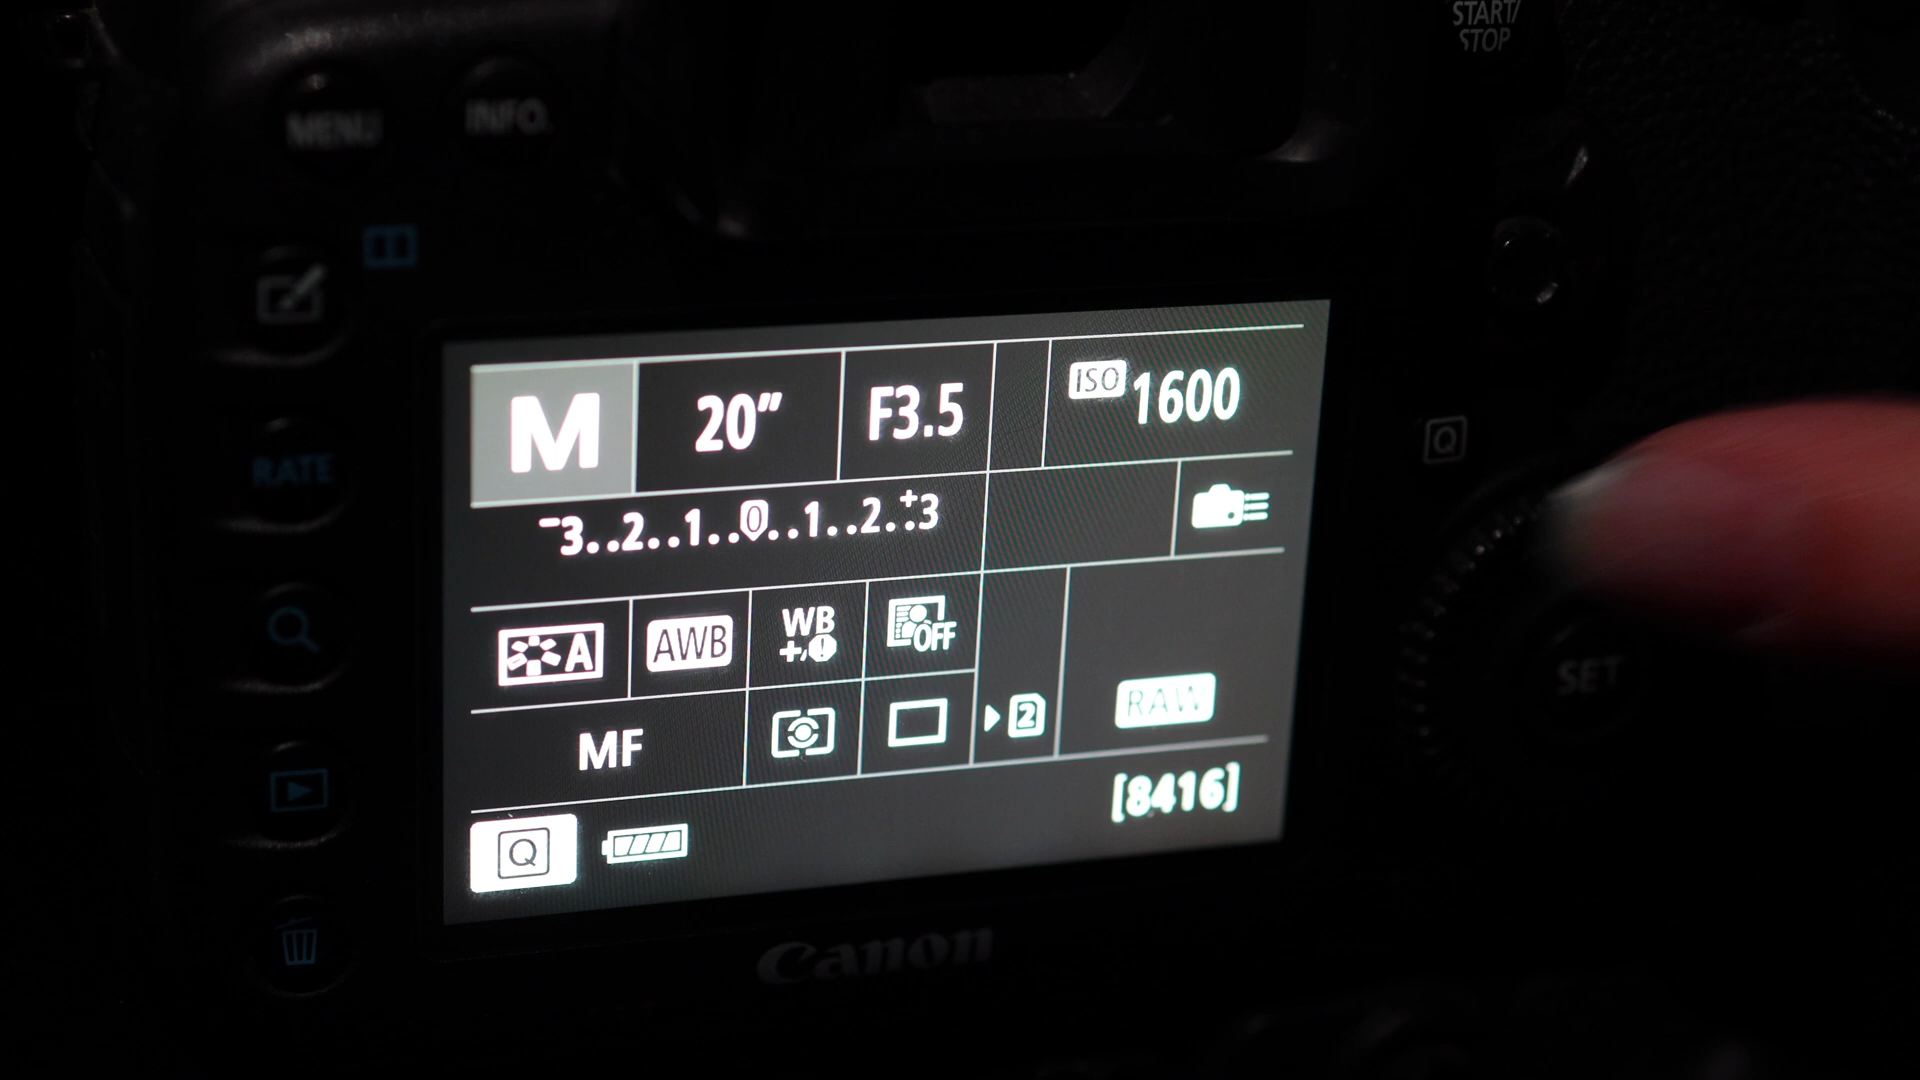 START/
STOP
MENU INFO.
M 20" F3.5 ISO 1600
Q
RATE
-3..2..1..0..1..2..+3
A AWB WB +/- OFF
SET
MF 2 RAW
[8416]
Q
Canon